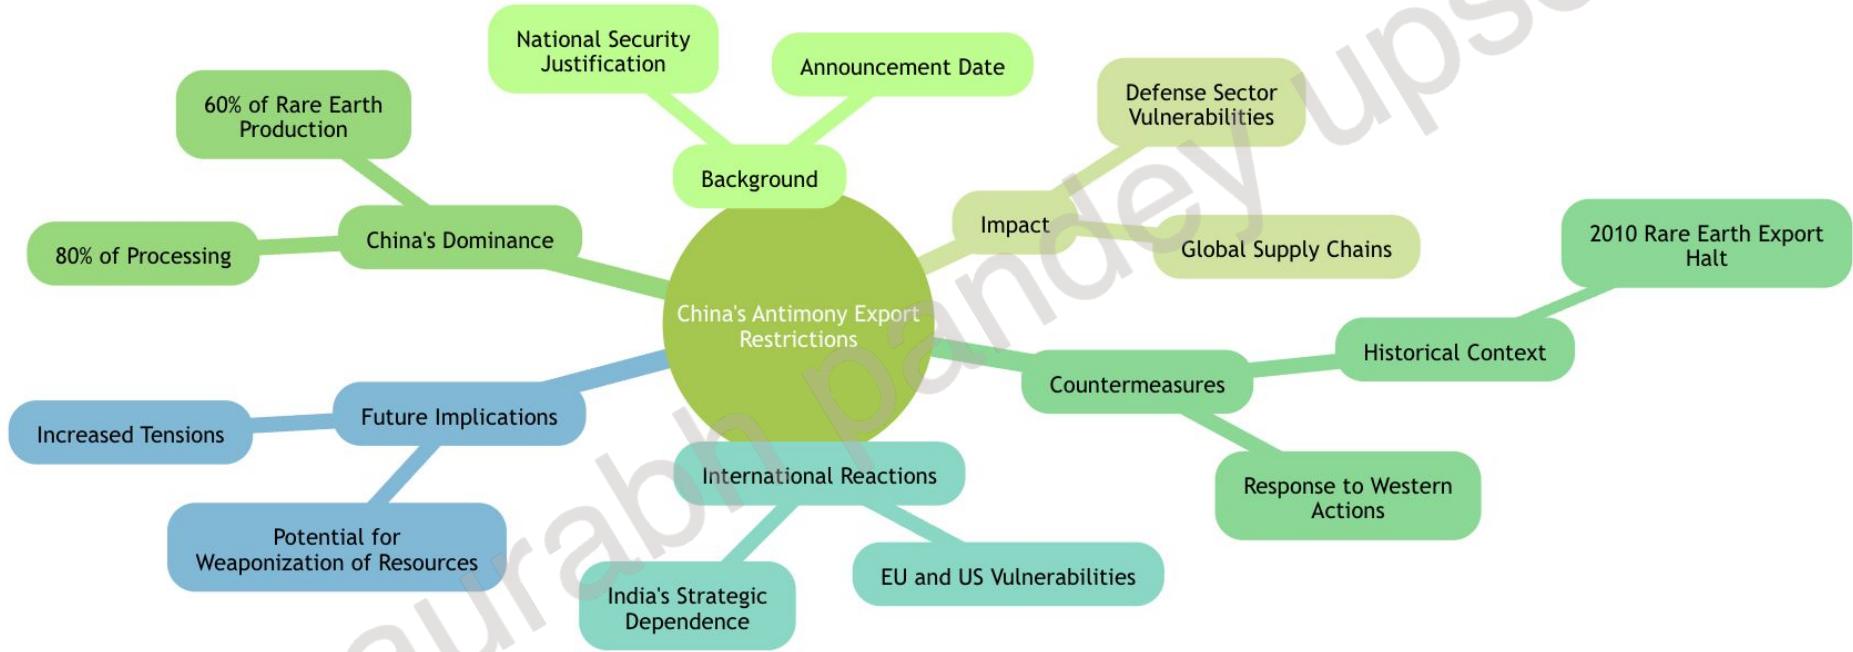 National Security
Justification
Announcement Date
Background
60% of Rare Earth
Production
80% of Processing
China's Dominance
Defense Sector
Vulnerabilities
Impact
Global Supply Chains
2010 Rare Earth Export
Halt
Historical Context
Countermeasures
Response to Western
Actions
China's Antimony Export
Restrictions
Future Implications
Increased Tensions
Potential for
Weaponization of Resources
International Reactions
India's Strategic
Dependence
EU and US Vulnerabilities
aurabh pandey upsc